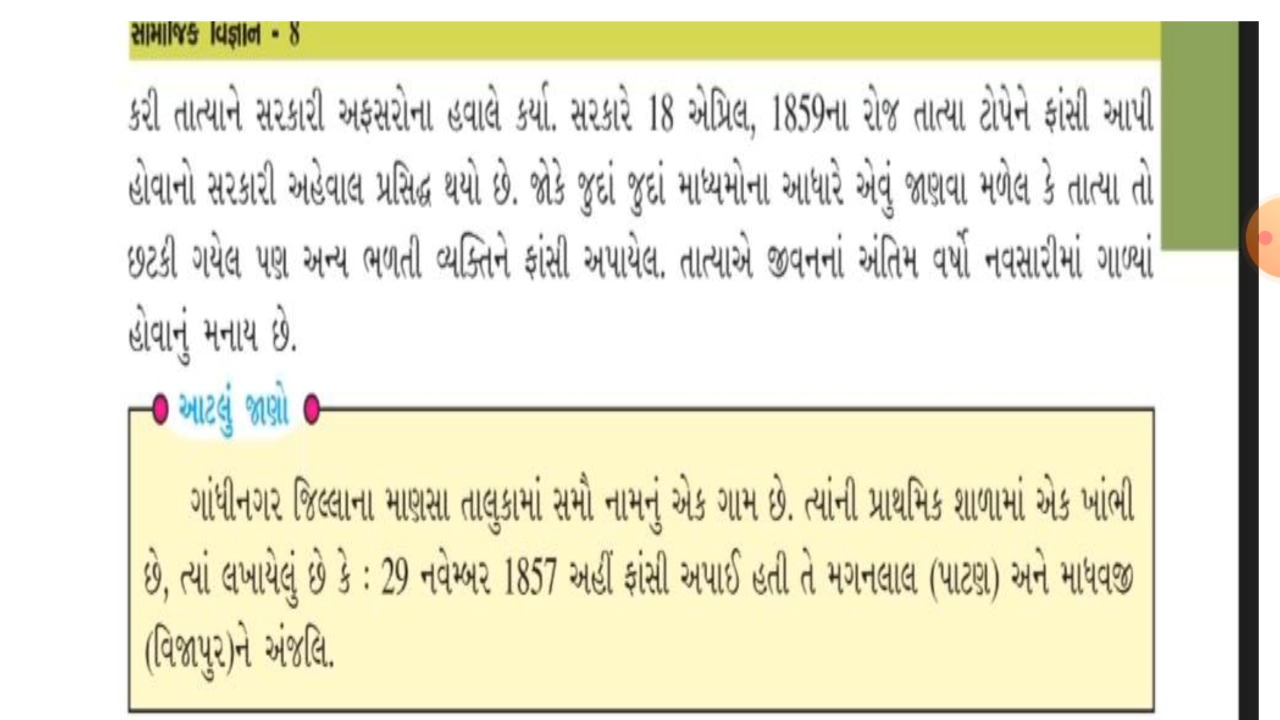 સામાજિક વિજ્ઞાન - 8
કરી તાત્યાને સરકારી અફસરોના હવાલે કર્યા. સરકારે 18 એપ્રિલ, 1859ના રોજ તાત્યા ટોપેને ફાંસી આપી
હોવાનો સરકારી અહેવાલ પ્રસિદ્ધ થયો છે. જોકે જુદાં જુદાં માધ્યમોના આધારે એવું જાણવા મળેલ કે તાત્યા તો
છટકી ગયેલ પણ અન્ય ભળતી વ્યક્તિને ફાંસી અપાયેલ. તાત્યાએ જીવનનાં અંતિમ વર્ષો નવસારીમાં ગાળ્યાં
હોવાનું મનાય છે.
આટલું જાણો
ગાંધીનગર જિલ્લાના માણસા તાલુકામાં સમૌ નામનું એક ગામ છે. ત્યાંની પ્રાથમિક શાળામાં એક ખાંભી
છે, ત્યાં લખાયેલું છે કે : 29 નવેમ્બર 1857 અહીં ફાંસી અપાઈ હતી તે મગનલાલ (પાટણ) અને માધવજી
(વિજાપુર)ને અંજલિ.